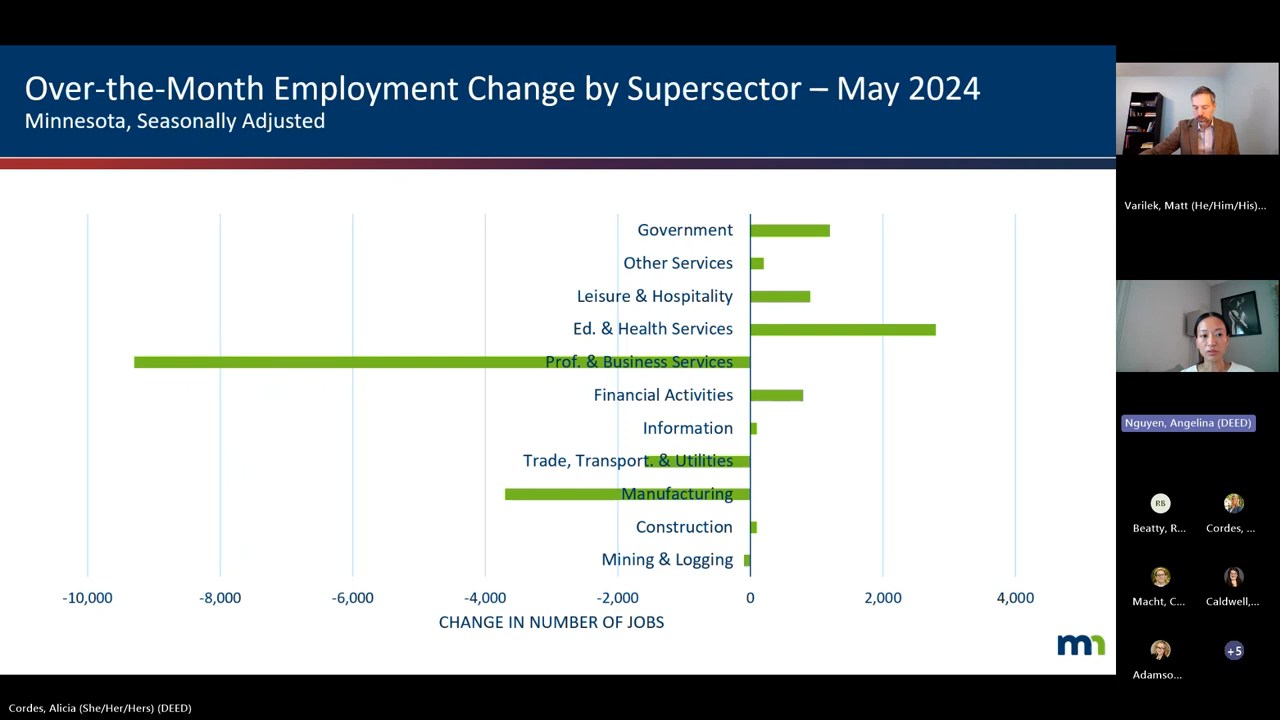 Over-the-Month Employment Change by Supersector – May 2024
Minnesota, Seasonally Adjusted
Government
Other Services
Leisure & Hospitality
Ed. & Health Services
Prof. & Business Services
Financial Activities
Information
Trade, Transport. & Utilities
Manufacturing
Construction
Mining & Logging
-10,000 -8,000 -6,000 -4,000 -2,000 0 2,000 4,000
CHANGE IN NUMBER OF JOBS
mn
Cordes, Alicia (She/Her/Hers) (DEED)
Varilek, Matt (He/Him/His)...
Nguyen, Angelina (DEED)
RB
Beatty, R... Cordes, ...
Macht, C... Caldwell,...
+5
Adamso...